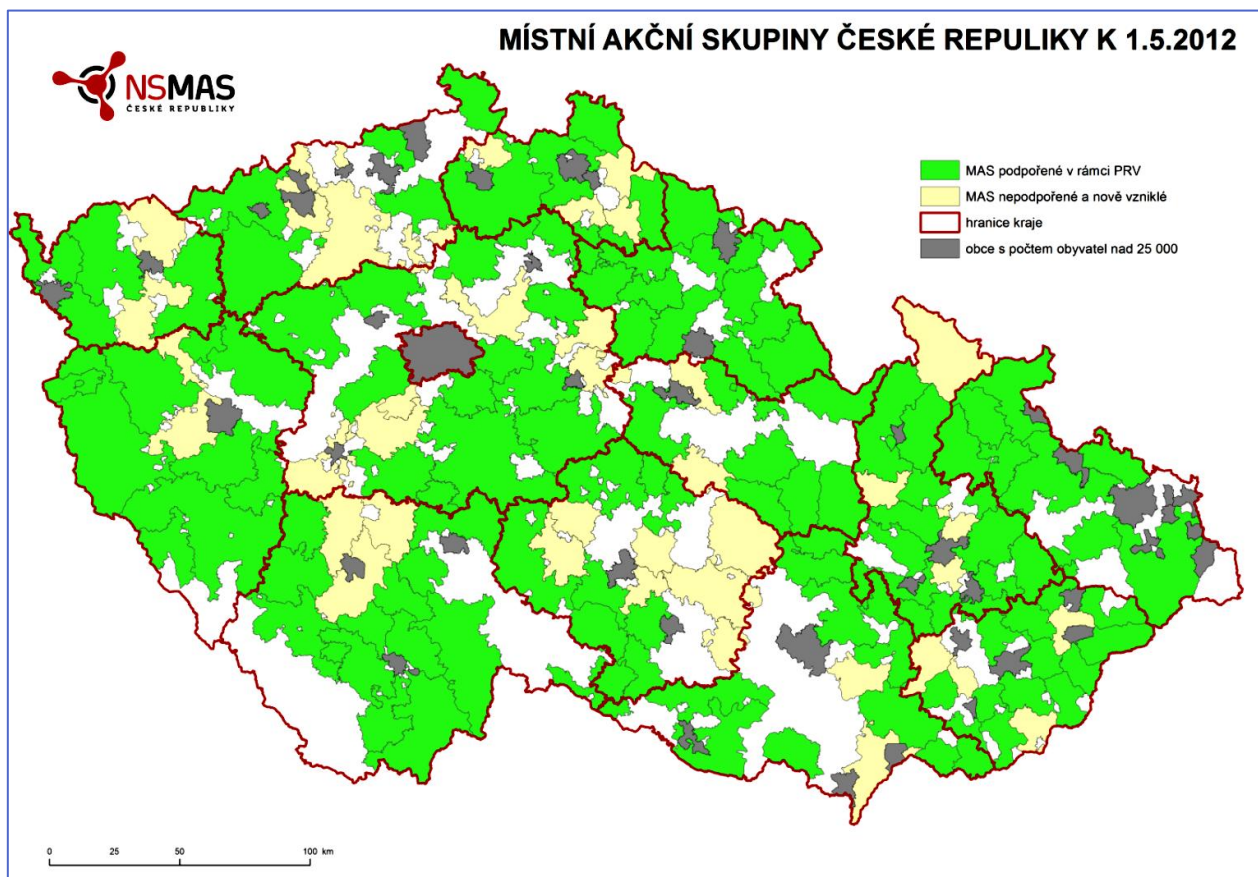 MÍSTNÍ AKČNÍ SKUPINY ČESKÉ REPULIKY K 1.5.2012
NSMAS
ČESKÉ REPUBLIKY
MAS podpořené v rámci PRV
MAS nepodpořené a nově vzniklé
hranice kraje
obce s počtem obyvatel nad 25 000
0 25 50 100 km